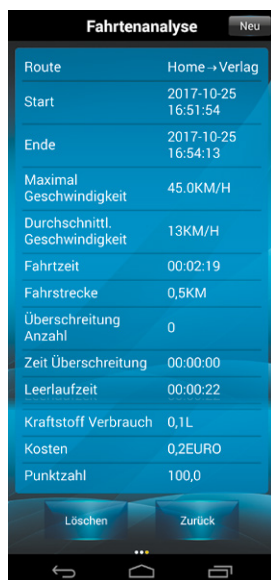 Fahrtenanalyse Neu
Route Home→Verlag
Start 2017-10-25
16:51:54
Ende 2017-10-25
16:54:13
Maximal
Geschwindigkeit 45.0KM/H
Durchschnittl.
Geschwindigkeit 13KM/H
Fahrtzeit 00:02:19
Fahrstrecke 0,5KM
Überschreitung
Anzahl 0
Zeit Überschreitung 00:00:00
Leerlaufzeit 00:00:22
Kraftstoff Verbrauch 0,1L
Kosten 0,2EURO
Punktzahl 100,0
Löschen Zurück